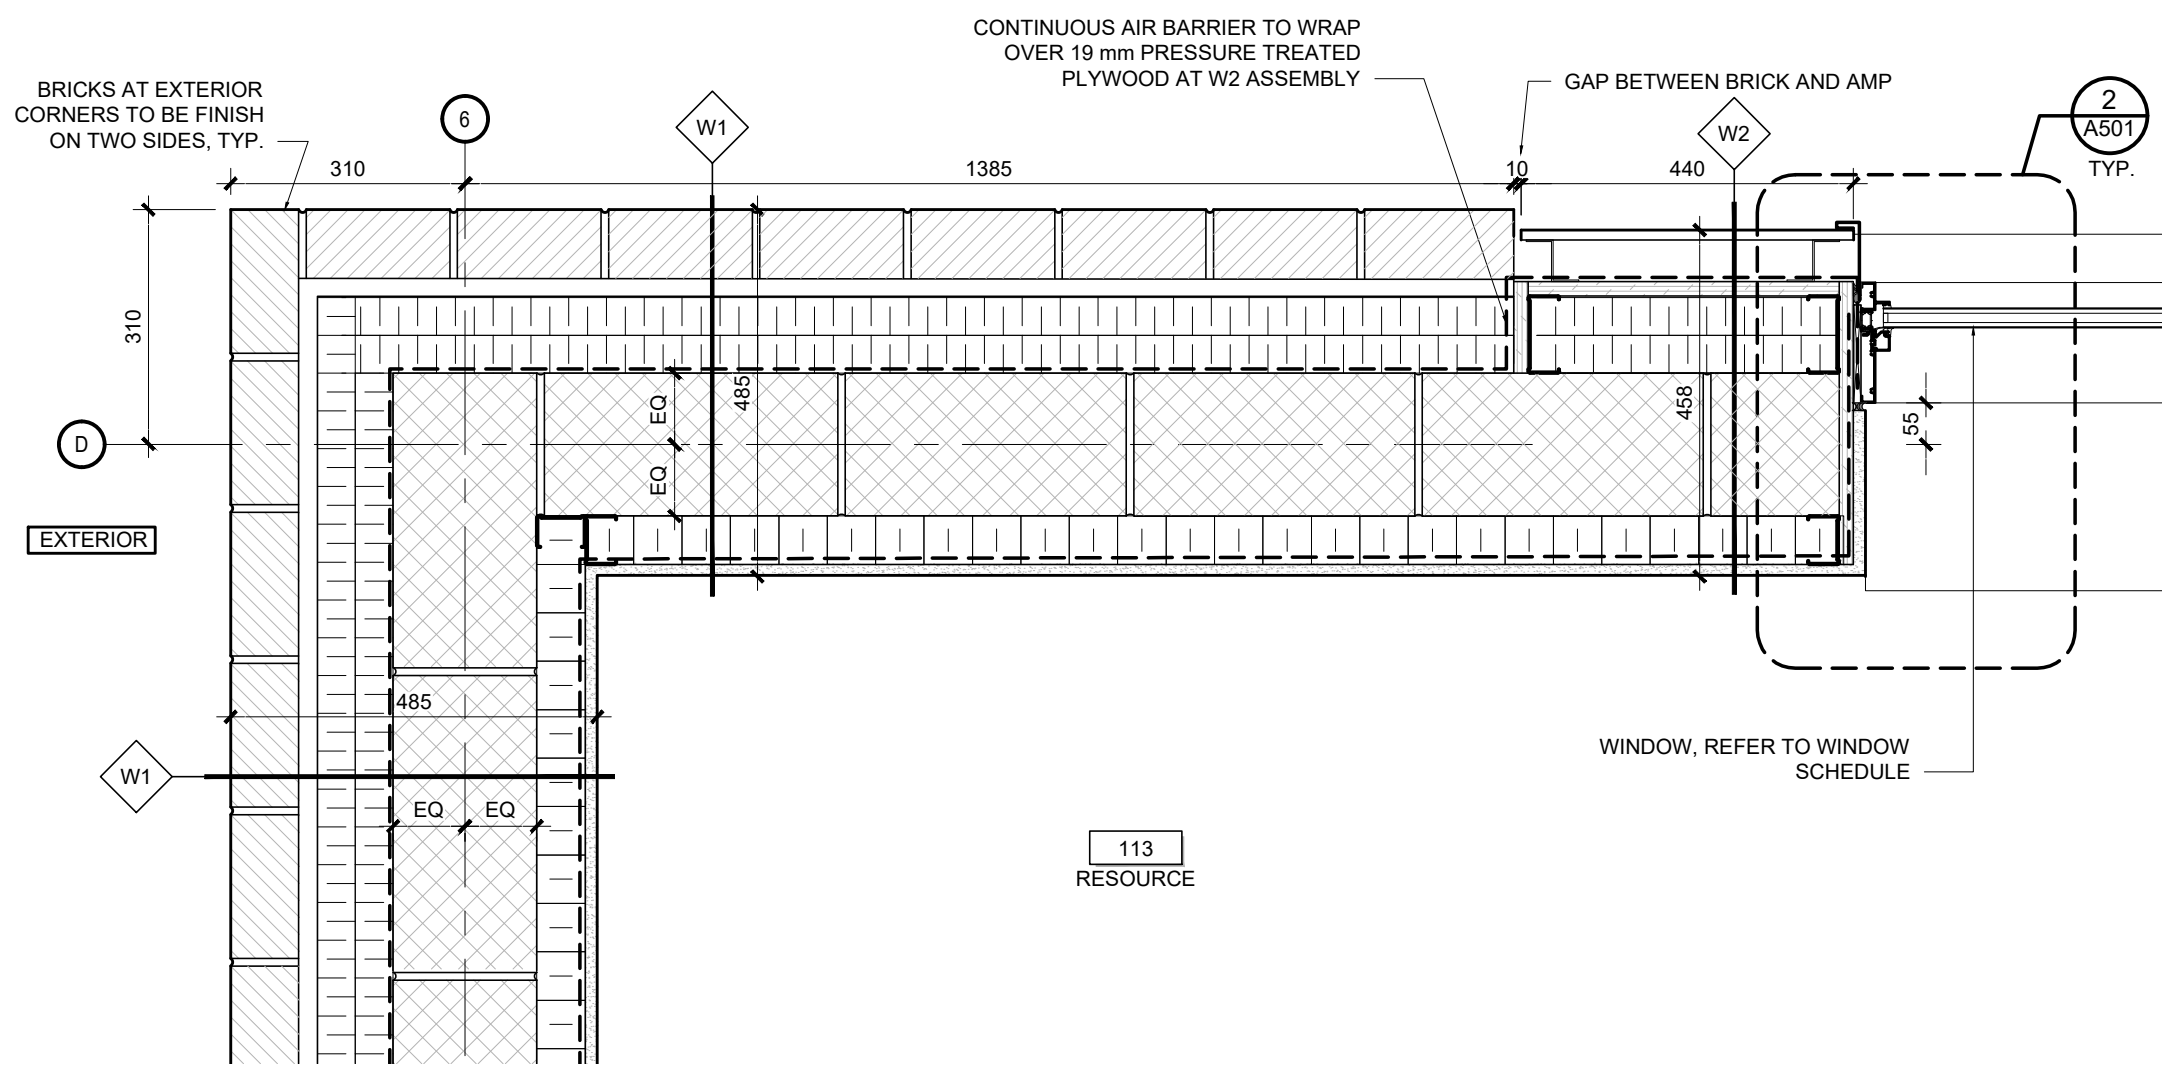 CONTINUOUS AIR BARRIER TO WRAP
OVER 19 mm PRESSURE TREATED
PLYWOOD AT W2 ASSEMBLY
BRICKS AT EXTERIOR
CORNERS TO BE FINISH
ON TWO SIDES, TYP.
6
W1
GAP BETWEEN BRICK AND AMP
W2
2
A501
TYP.
310
1385
10
440
310
485
EQ
EQ
458
55
D
EXTERIOR
485
W1
EQ
EQ
WINDOW, REFER TO WINDOW
SCHEDULE
113
RESOURCE